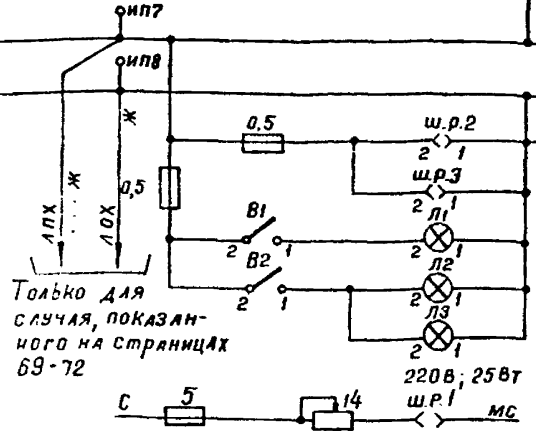 ИП7
ИП8
Ж
0,5
Ш.Р.2
2 1
Ш.Р.3
2 1
0,5
Ж
1ПХ
1ОХ
В1
2 1
Л1
2 1
В2
2 1
Л2
2 1
Л3
2 1
Только для
случая, показан-
ного на страницах
69-72
220В; 25Вт
С
5
14
Ш.Р.1
МС